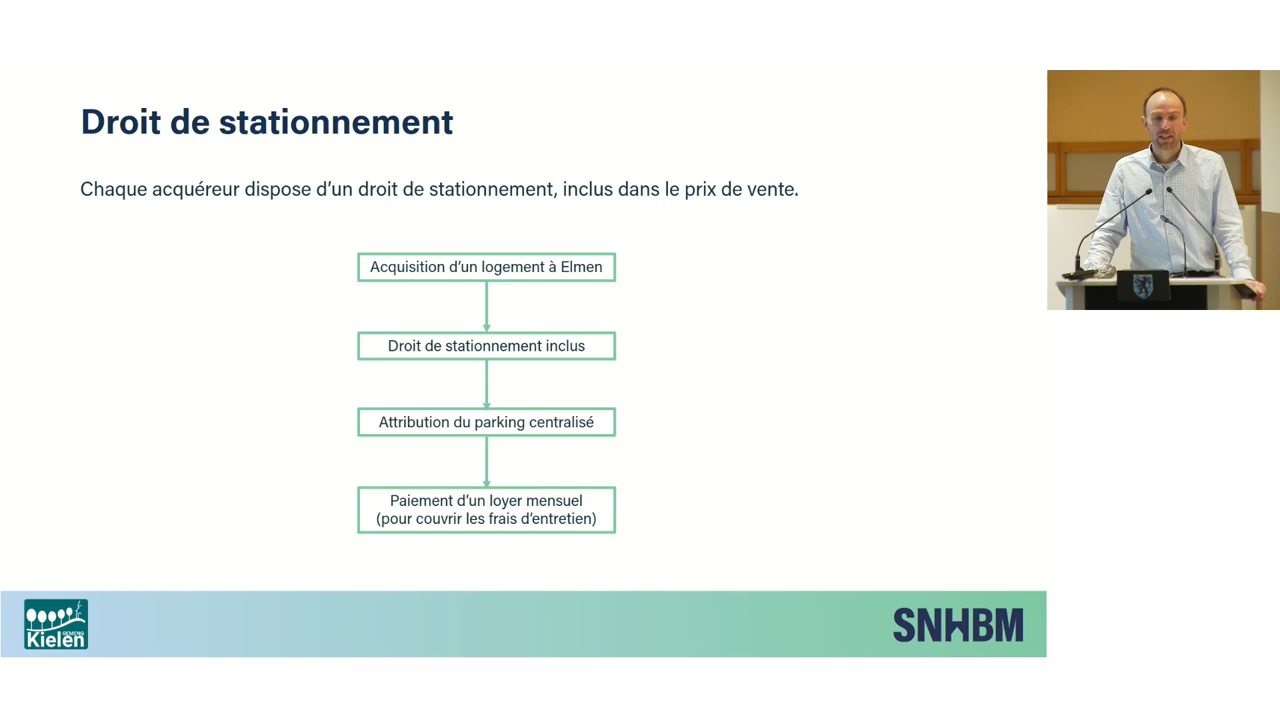 Droit de stationnement
Chaque acquéreur dispose d’un droit de stationnement, inclus dans le prix de vente.
Acquisition d’un logement à Elmen
Droit de stationnement inclus
Attribution du parking centralisé
Paiement d’un loyer mensuel
(pour couvrir les frais d’entretien)
GEMENG
Kielen
SNHBM